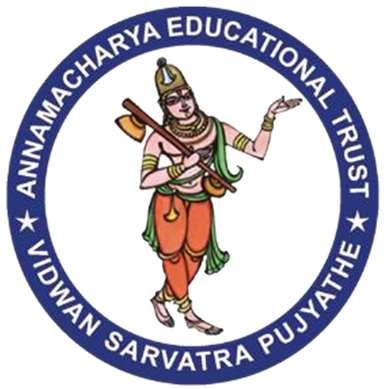 ANNAMACHARYA EDUCATIONAL TRUST
VIDWAN SARVATRA PUJYATHE